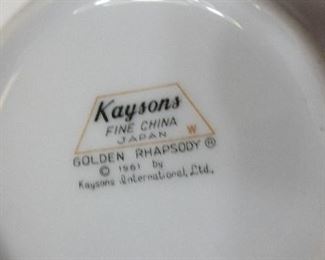 Kaysons
FINE CHINA
JAPAN W
GOLDEN RHAPSODY ®
© 1961 by
Kaysons International, Ltd.